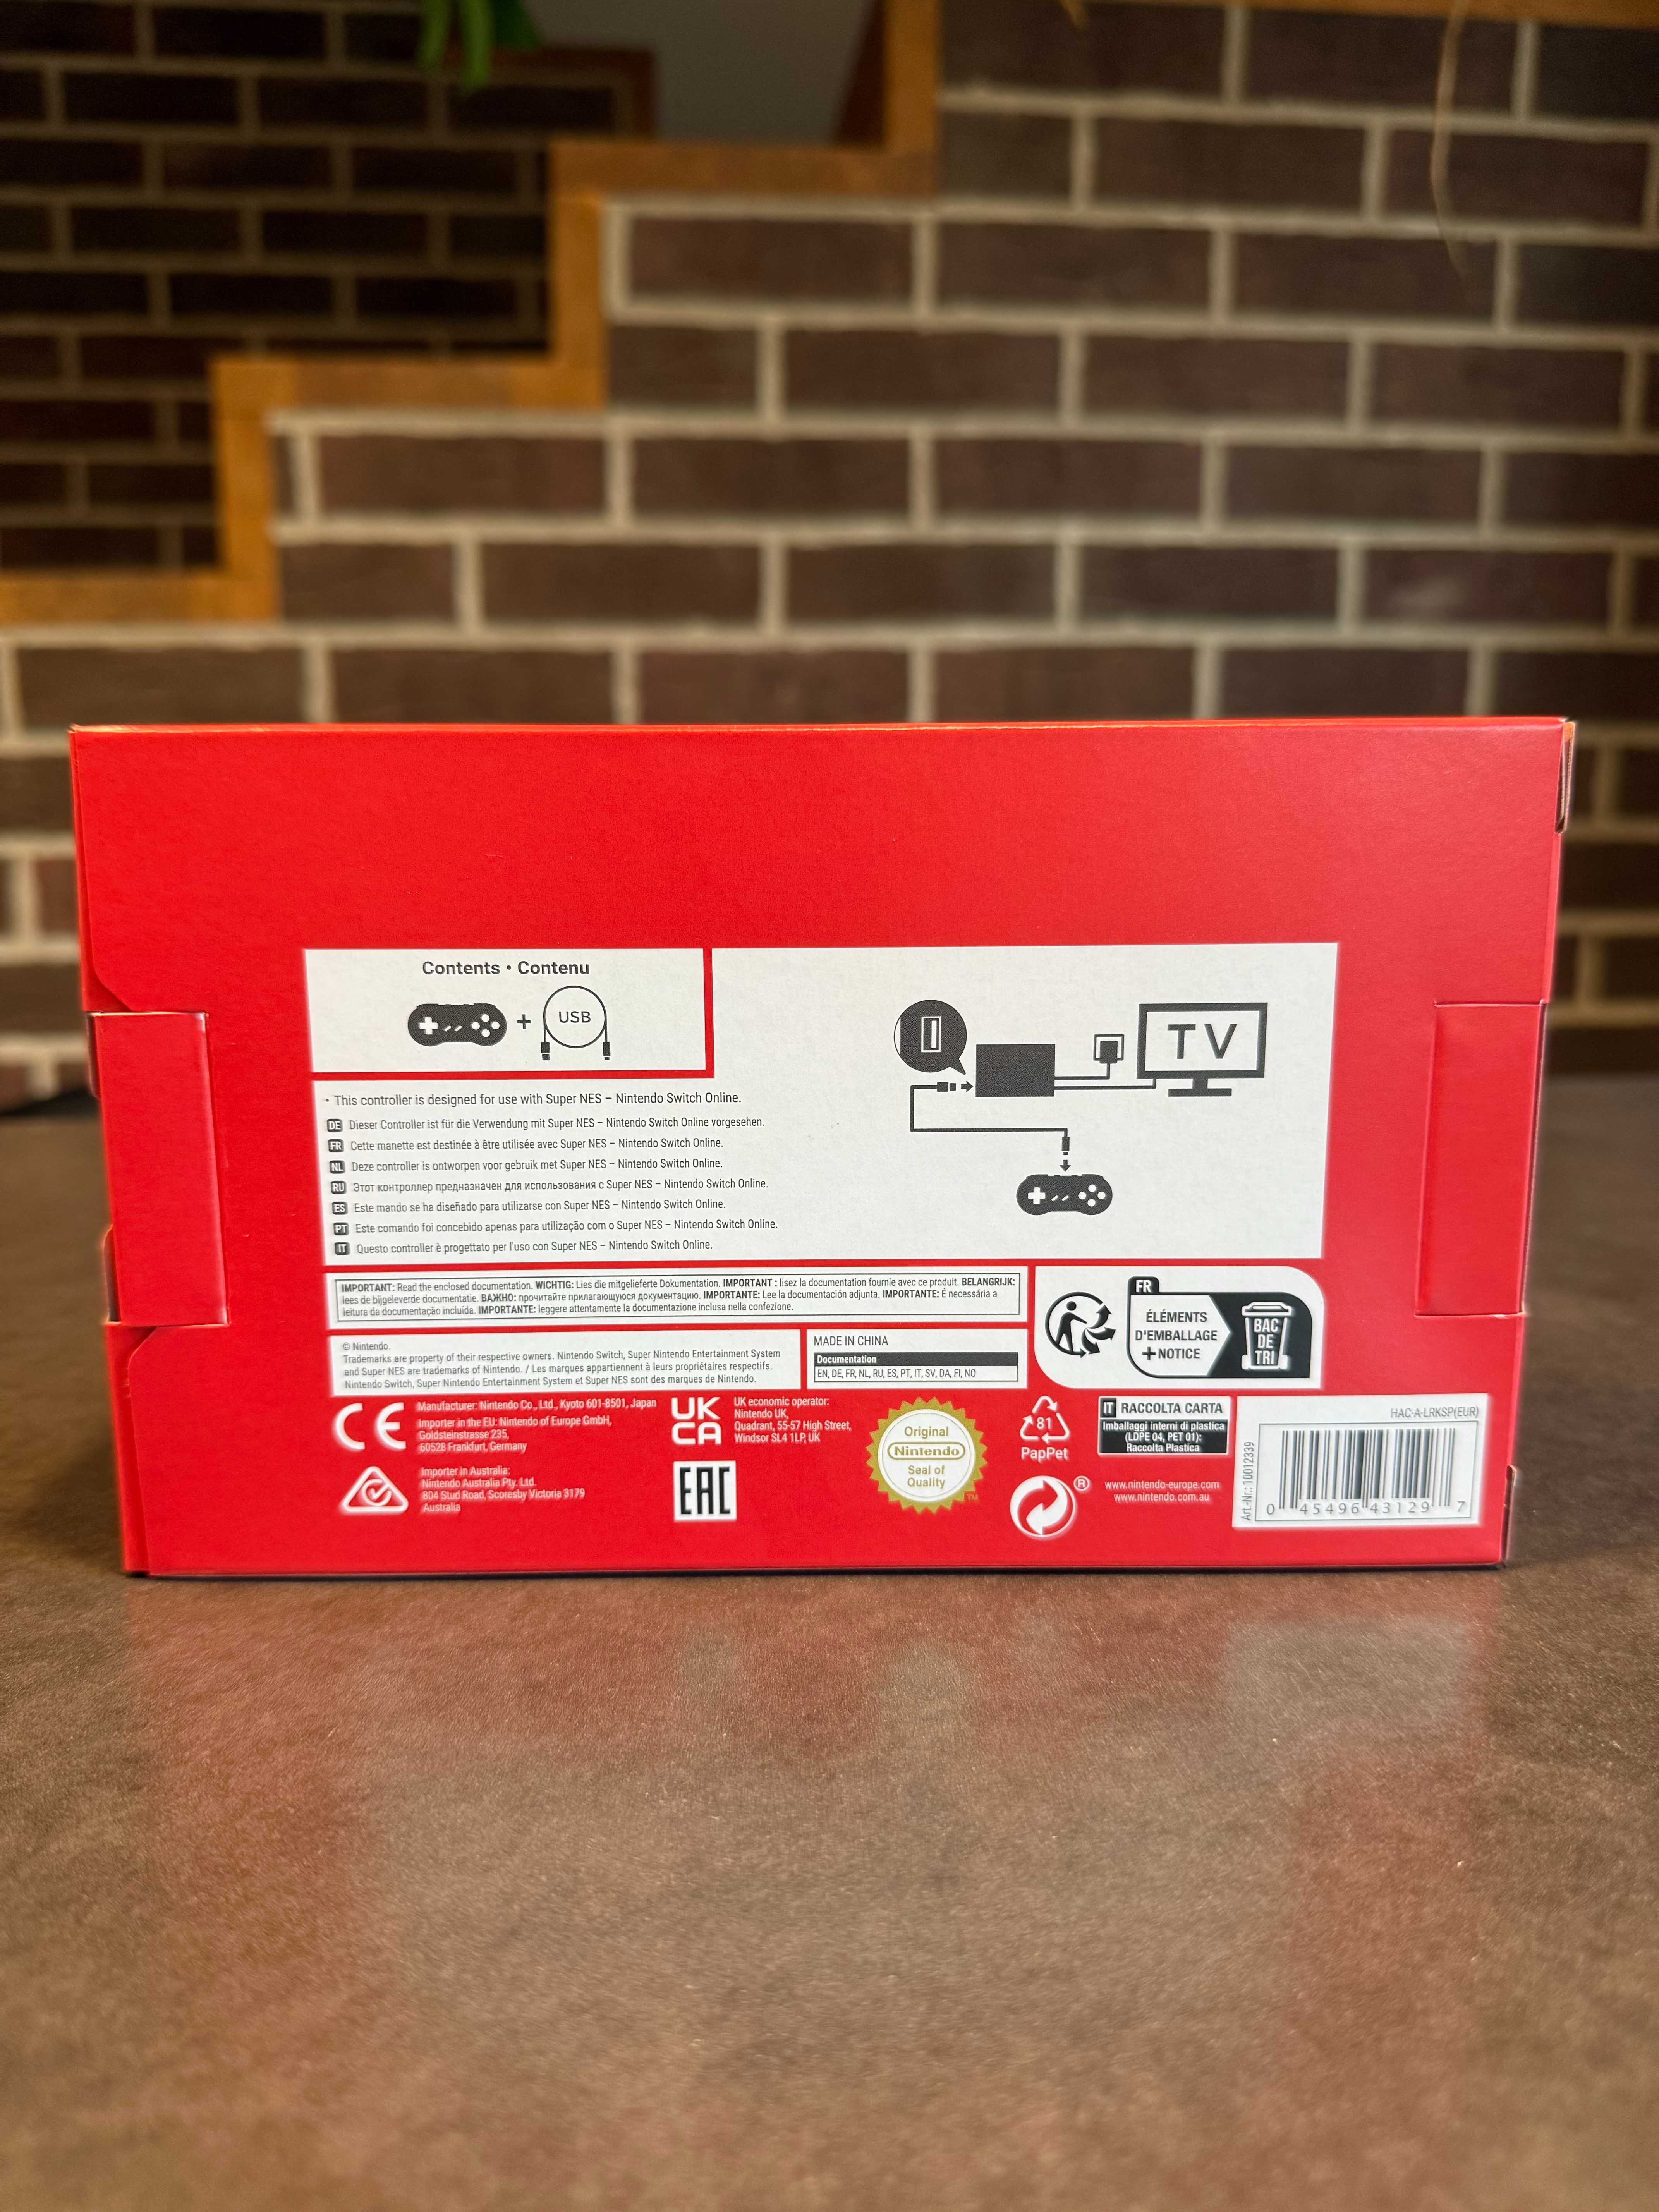 Contents • Contenu
USB
TV
- This controller is designed for use with Super NES – Nintendo Switch Online.
DE Dieser Controller ist für die Verwendung mit Super NES – Nintendo Switch Online vorgesehen.
FR Cette manette est destinée à être utilisée avec Super NES – Nintendo Switch Online.
NL Deze controller is ontworpen voor gebruik met Super NES – Nintendo Switch Online.
RU Этот контроллер предназначен для использования с Super NES – Nintendo Switch Online.
ES Este mando se ha diseñado para utilizarse con Super NES – Nintendo Switch Online.
PT Este comando foi concebido apenas para utilização com o Super NES – Nintendo Switch Online.
IT Questo controller è progettato per l'uso con Super NES – Nintendo Switch Online.
IMPORTANT: Read the enclosed documentation. WICHTIG: Lies die mitgelieferte Dokumentation. IMPORTANT : lisez la documentation fournie avec ce produit. BELANGRIJK:
lees de bijgeleverde documentatie. ВАЖНО: прочитайте прилагающуюся документацию. IMPORTANTE: Lee la documentación adjunta. IMPORTANTE: É necessária a
leitura da documentação incluída. IMPORTANTE: leggere attentamente la documentazione inclusa nella confezione.
© Nintendo.
Trademarks are property of their respective owners. Nintendo Switch, Super Nintendo Entertainment System
and Super NES are trademarks of Nintendo. / Les marques appartiennent à leurs propriétaires respectifs.
Nintendo Switch, Super Nintendo Entertainment System et Super NES sont des marques de Nintendo.
MADE IN CHINA
Documentation
EN, DE, FR, NL, RU, ES, PT, IT, SV, DA, FI, NO
FR
ÉLÉMENTS
D'EMBALLAGE
+ NOTICE
BAC
DE
TRI
CE
Manufacturer: Nintendo Co., Ltd., Kyoto 601-8501, Japan
Importer in the EU: Nintendo of Europe GmbH,
Goldsteinstrasse 235,
60528 Frankfurt, Germany
Importer in Australia:
Nintendo Australia Pty. Ltd.
804 Stud Road, Scoresby Victoria 3179
Australia
UK
CA
UK economic operator:
Nintendo UK,
Quadrant, 55-57 High Street,
Windsor SL4 1LP, UK
EAC
Original
Nintendo
Seal of
Quality
TM
81
PapPet
®
IT RACCOLTA CARTA
Imballaggi interni di plastica
(LDPE 04, PET 01):
Raccolta Plastica
www.nintendo-europe.com
www.nintendo.com.au
HAC-A-LRKSP(EUR)
Art.-Nr.: 10012339
0 45496 43129 7